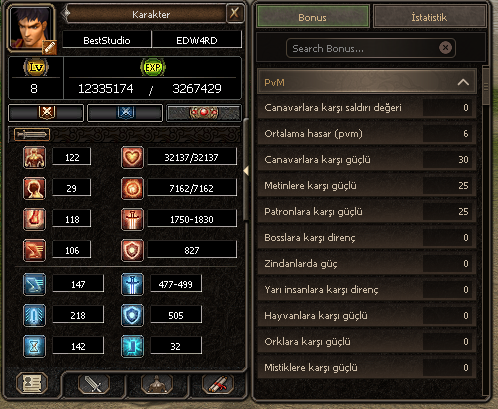 Karakter
BestStudio EDW4RD
Lv EXP
8 12335174 / 3267429
122 32137/32137
29 7162/7162
118 1750-1830
106 827
147 477-499
218 505
142 32
Bonus İstatistik
Search Bonus...
PvM
Canavarlara karşı saldırı değeri 0
Ortalama hasar (pvm) 6
Canavarlara karşı güçlü 30
Metinlere karşı güçlü 25
Patronlara karşı güçlü 25
Bosslara karşı direnç 0
Zindanlarda güç 0
Yarı insanlara karşı direnç 0
Hayvanlara karşı güçlü 0
Orklara karşı güçlü 0
Mistiklere karşı güçlü 0